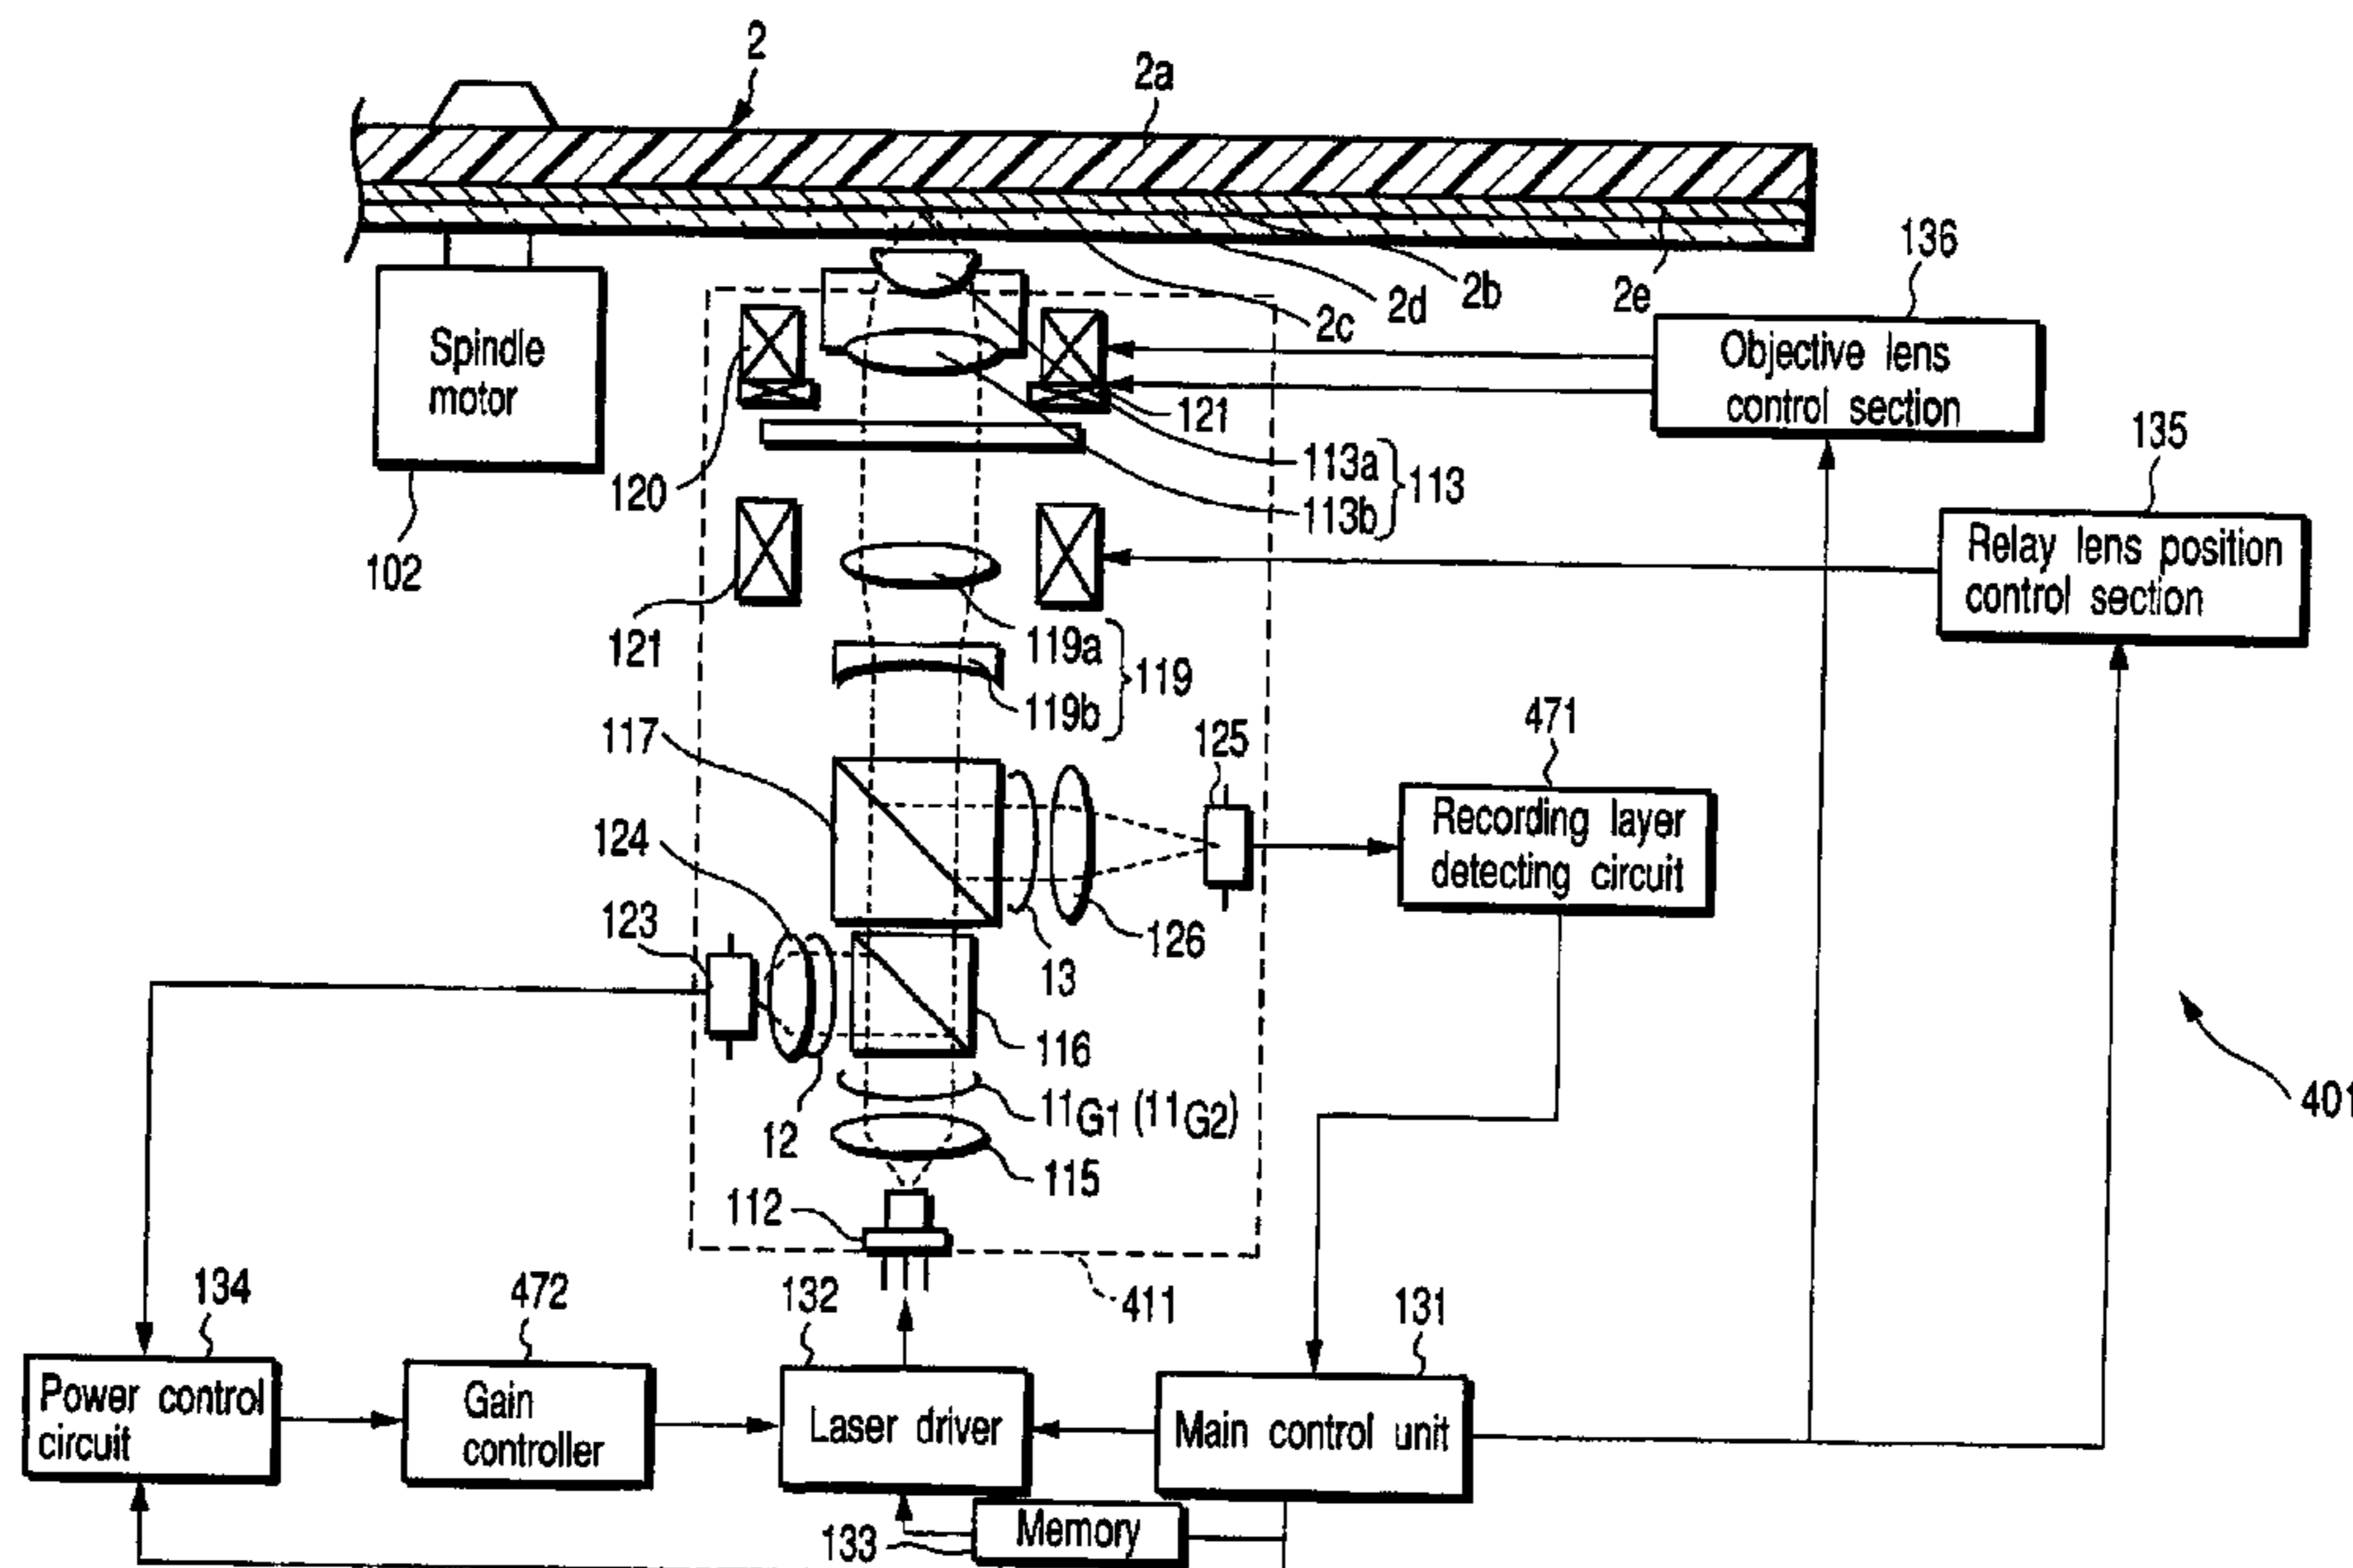 2
2a
136
2b
2e
2d
2c
Spindle
motor
Objective lens
control section
121
135
120
113a
113
113b
102
Relay lens position
control section
121
119a
119
119b
117
125
471
124
Recording layer
detecting circuit
123
126
13
116
11G1 (11G2)
401
12
115
112
134
472
132
411
131
Power control
circuit
Gain
controller
Laser driver
Main control unit
133
Memory